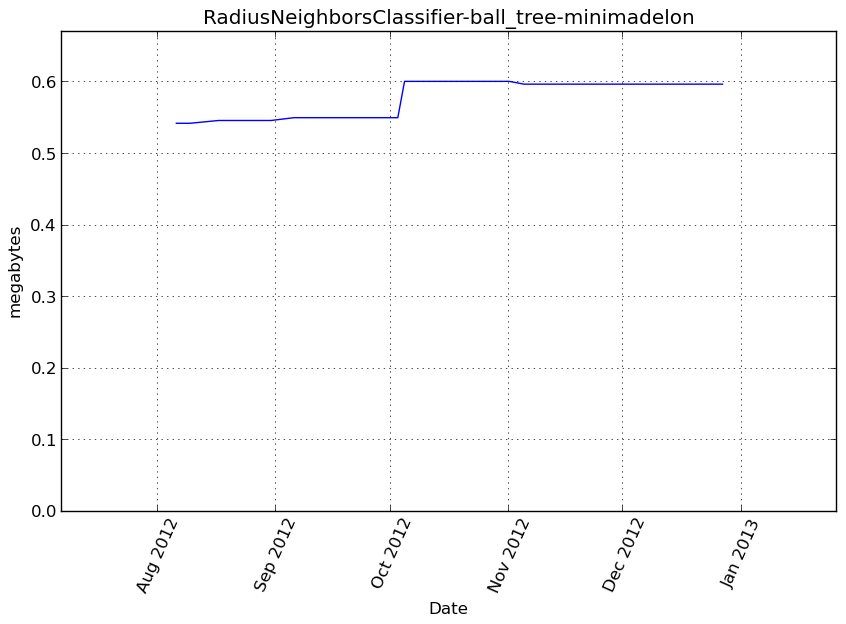 RadiusNeighborsClassifier-ball_tree-minimadelon
0.6
0.5
0.4
0.3
0.2
0.1
0.0
megabytes
Aug 2012
Sep 2012
Oct 2012
Nov 2012
Dec 2012
Jan 2013
Date